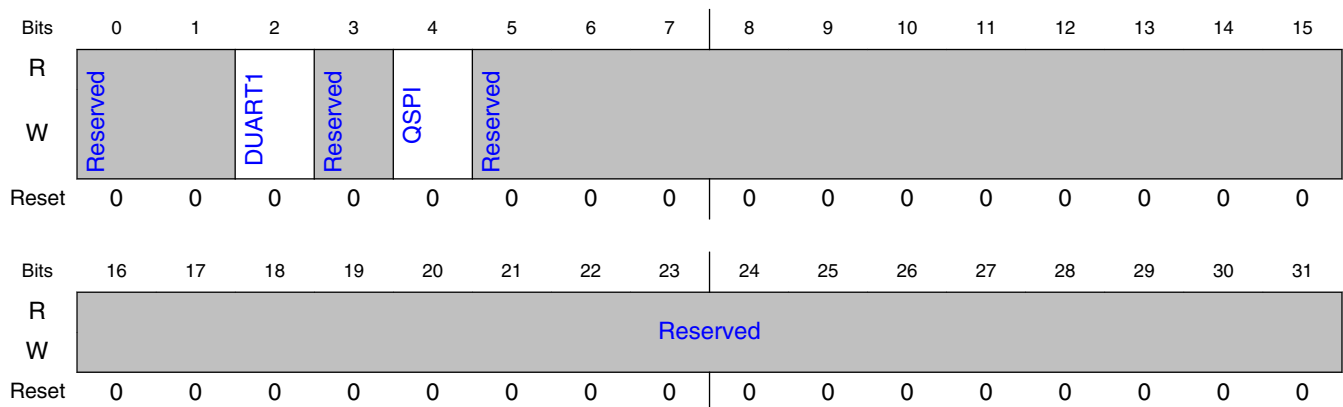 Bits 0 1 2 3 4 5 6 7 8 9 10 11 12 13 14 15
R
W
Reserved
DUART1
Reserved
QSPI
Reserved
Reset 0 0 0 0 0 0 0 0 0 0 0 0 0 0 0 0
Bits 16 17 18 19 20 21 22 23 24 25 26 27 28 29 30 31
R
Reserved
W
Reset 0 0 0 0 0 0 0 0 0 0 0 0 0 0 0 0